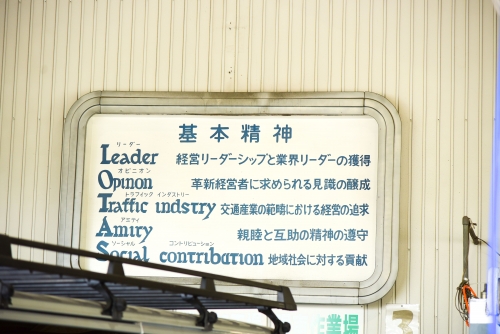 基本精神
リーダー
Leader 経営リーダーシップと業界リーダーの獲得
オピニオン
Opinon 革新経営者に求められる見識の醸成
トラフィック インダストリー
Traffic indstry 交通産業の範疇における経営の追求
アミティ
Amity 親睦と互助の精神の遵守
ソーシャル コントリビューション
Social contribution 地域社会に対する貢献
業場